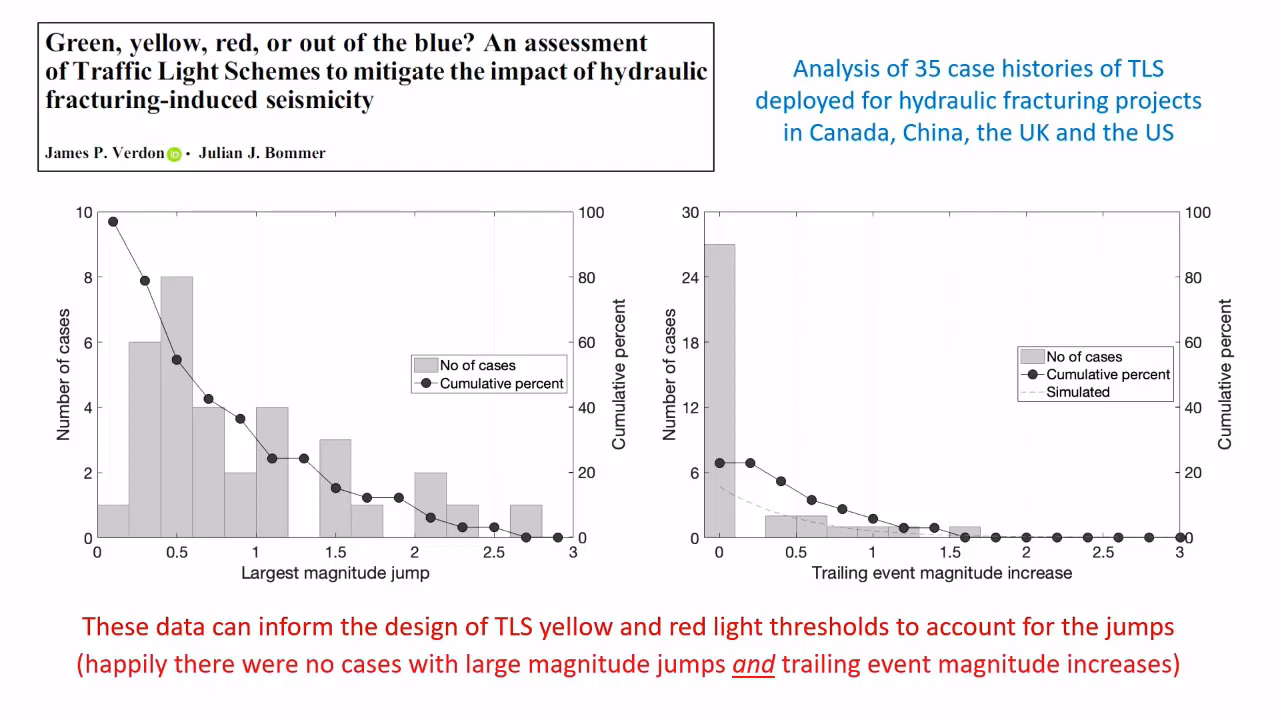 Green, yellow, red, or out of the blue? An assessment
of Traffic Light Schemes to mitigate the impact of hydraulic
fracturing-induced seismicity
James P. Verdon iD · Julian J. Bommer
Analysis of 35 case histories of TLS
deployed for hydraulic fracturing projects
in Canada, China, the UK and the US
10
8
6
4
2
0
Number of cases
100
80
60
40
20
0
Cumulative percent
No of cases
Cumulative percent
0 0.5 1 1.5 2 2.5 3
Largest magnitude jump
30
24
18
12
6
0
Number of cases
100
80
60
40
20
0
Cumulative percent
No of cases
Cumulative percent
Simulated
0 0.5 1 1.5 2 2.5 3
Trailing event magnitude increase
These data can inform the design of TLS yellow and red light thresholds to account for the jumps
(happily there were no cases with large magnitude jumps and trailing event magnitude increases)